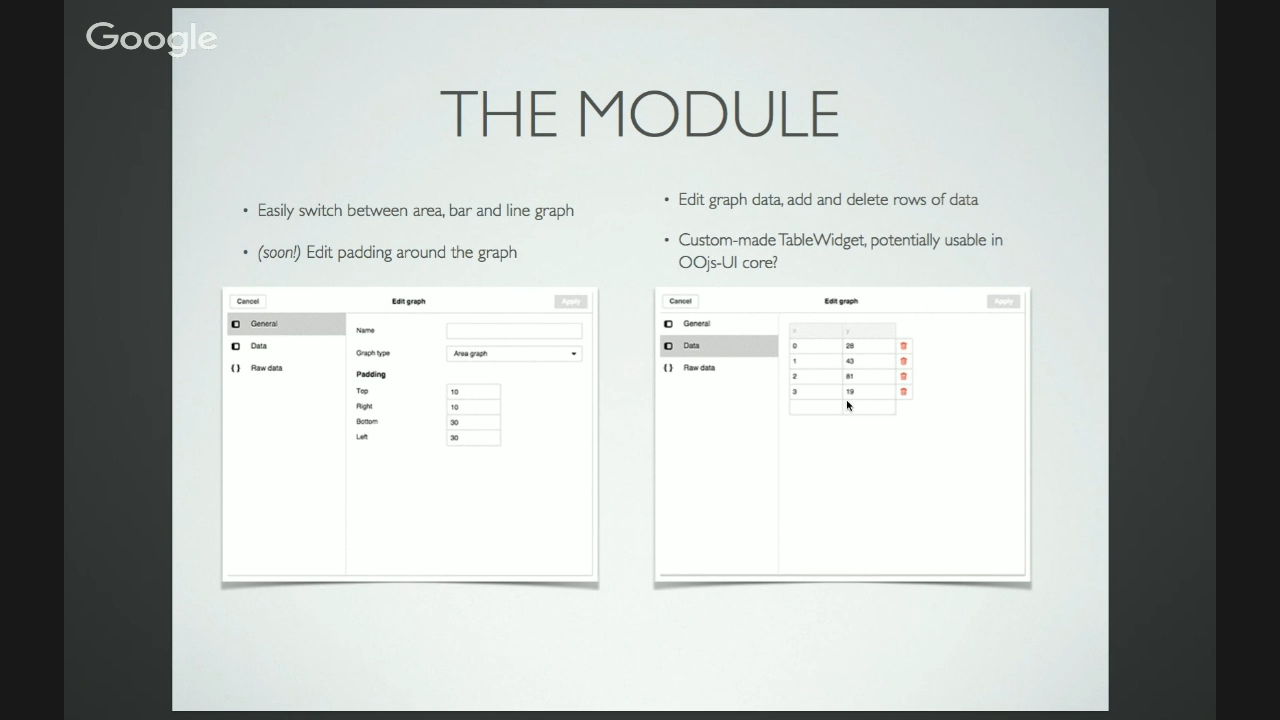 Google
THE MODULE
• Easily switch between area, bar and line graph
• (soon!) Edit padding around the graph
• Edit graph data, add and delete rows of data
• Custom-made TableWidget, potentially usable in
OOjs-UI core?
Cancel Edit graph Apply
General
Data
{} Raw data
Name
Graph type Area graph
Padding
Top 10
Right 10
Bottom 30
Left 30
Cancel Edit graph Apply
General
Data
{} Raw data
x y
0 28
1 43
2 81
3 19